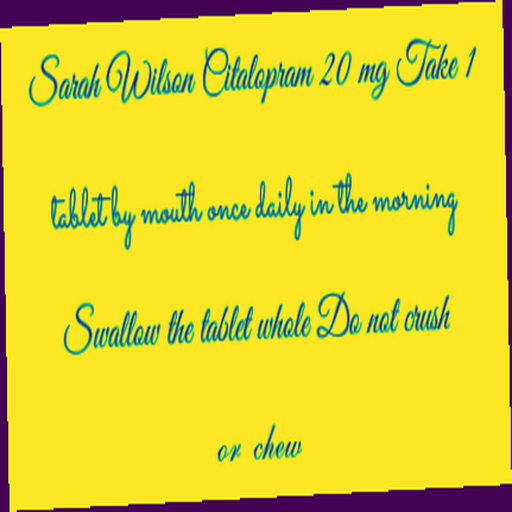 Sarah Wilson Citalopram 20 mg Take 1
tablet by mouth once daily in the morning
Swallow the tablet whole Do not crush
or chew